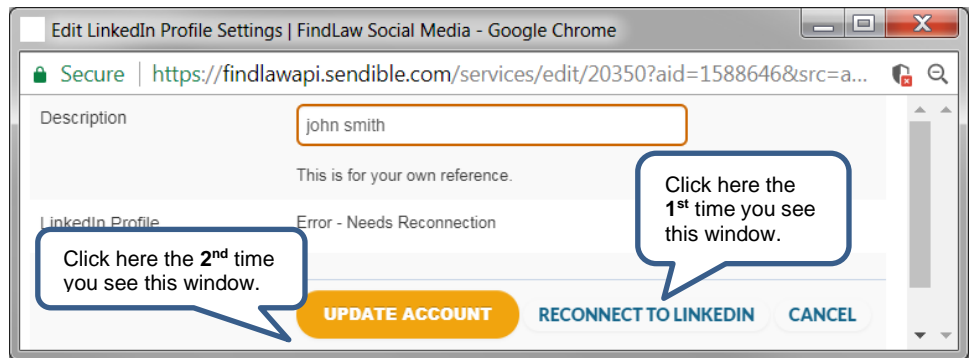 Edit LinkedIn Profile Settings | FindLaw Social Media - Google Chrome
Secure | https://findlawapi.sendible.com/services/edit/20350?aid=1588646&src=a...
Description
john smith
This is for your own reference.
LinkedIn Profile
Error - Needs Reconnection
Click here the
1st time you see
this window.
Click here the 2nd time
you see this window.
UPDATE ACCOUNT
RECONNECT TO LINKEDIN
CANCEL